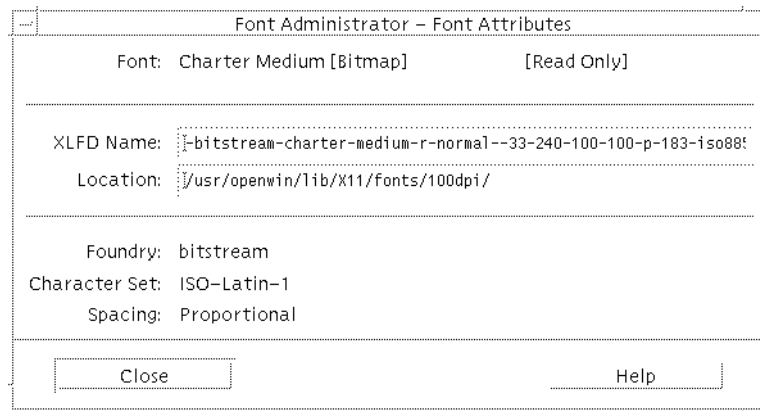 Font Administrator – Font Attributes
Font: Charter Medium [Bitmap] [Read Only]
XLFD Name: -bitstream-charter-medium-r-normal--33-240-100-100-p-183-iso885
Location: /usr/openwin/lib/X11/fonts/100dpi/
Foundry: bitstream
Character Set: ISO–Latin–1
Spacing: Proportional
Close Help